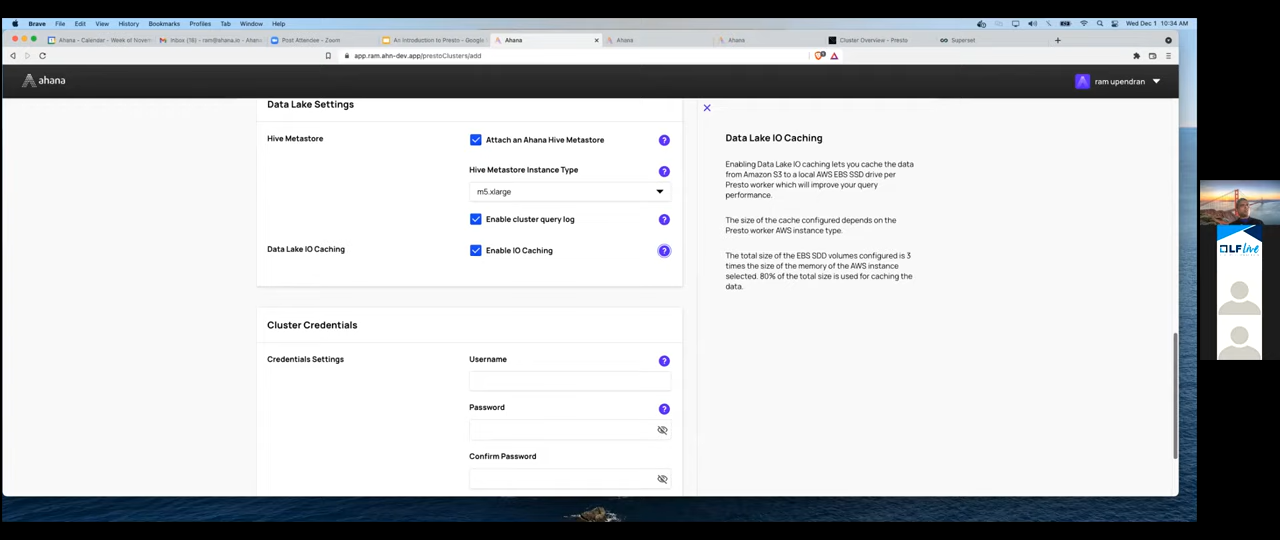 Brave File Edit View History Bookmarks Profiles Tab Window Help
Wed Dec 1 10:34 AM
Ahana - Calendar - Week of Novem
Inbox (10) - ram@ahana.io - Ahana
Post Attendee - Zoom
An Introduction to Presto - Google
Ahana
Ahana
Ahana
Cluster Overview - Presto
Superset
app.ram.ahn-dev.app/prestoClusters/add
ahana
ram upendran
Data Lake Settings
Hive Metastore
Attach an Ahana Hive Metastore
Hive Metastore Instance Type
m5.xlarge
Enable cluster query log
Data Lake IO Caching
Enable IO Caching
Cluster Credentials
Credentials Settings
Username
Password
Confirm Password
Data Lake IO Caching
Enabling Data Lake IO caching lets you cache the data
from Amazon S3 to a local AWS EBS SSD drive per
Presto worker which will improve your query
performance.
The size of the cache configured depends on the
Presto worker AWS instance type.
The total size of the EBS SDD volumes configured is 3
times the size of the memory of the AWS instance
selected. 80% of the total size is used for caching the
data.
LF live